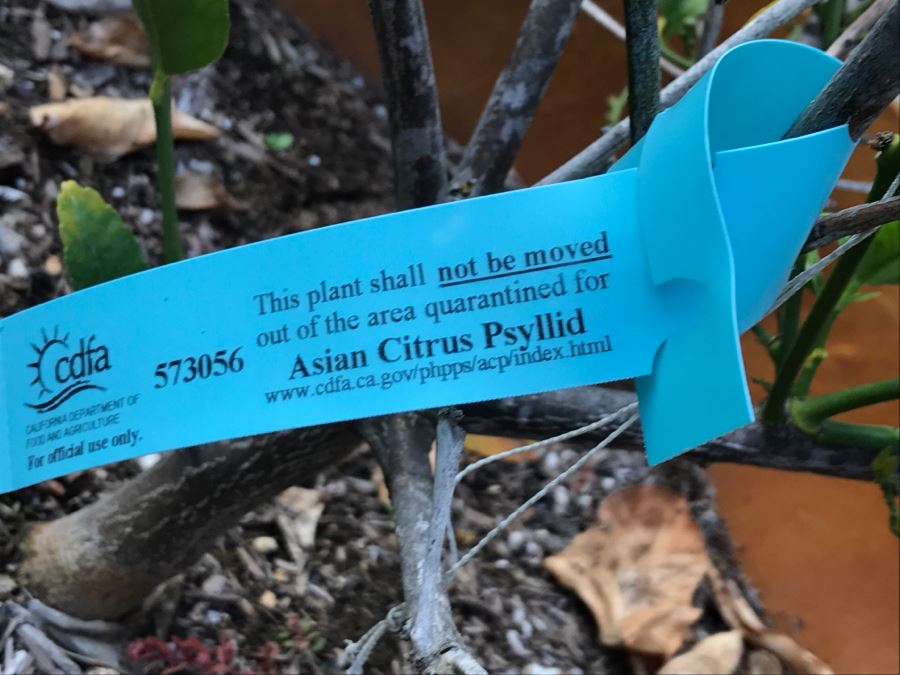 cdfa
CALIFORNIA DEPARTMENT OF
FOOD AND AGRICULTURE
For official use only.
573056
This plant shall not be moved
out of the area quarantined for
Asian Citrus Psyllid
www.cdfa.ca.gov/phpps/acp/index.html